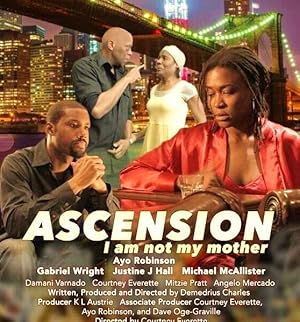 ASCENSION
i am not my mother
Ayo Robinson
Gabriel Wright Justine J Hall Michael McAllister
Damani Varnado Courtney Everette Mitzie Pratt Angelo Mercado
Written, Produced and Directed by Demedrius Charles
Producer K L Austrie Associate Producer Courtney Everette,
Ayo Robinson, and Dave Oge-Graville
Directed by Courtney Everette